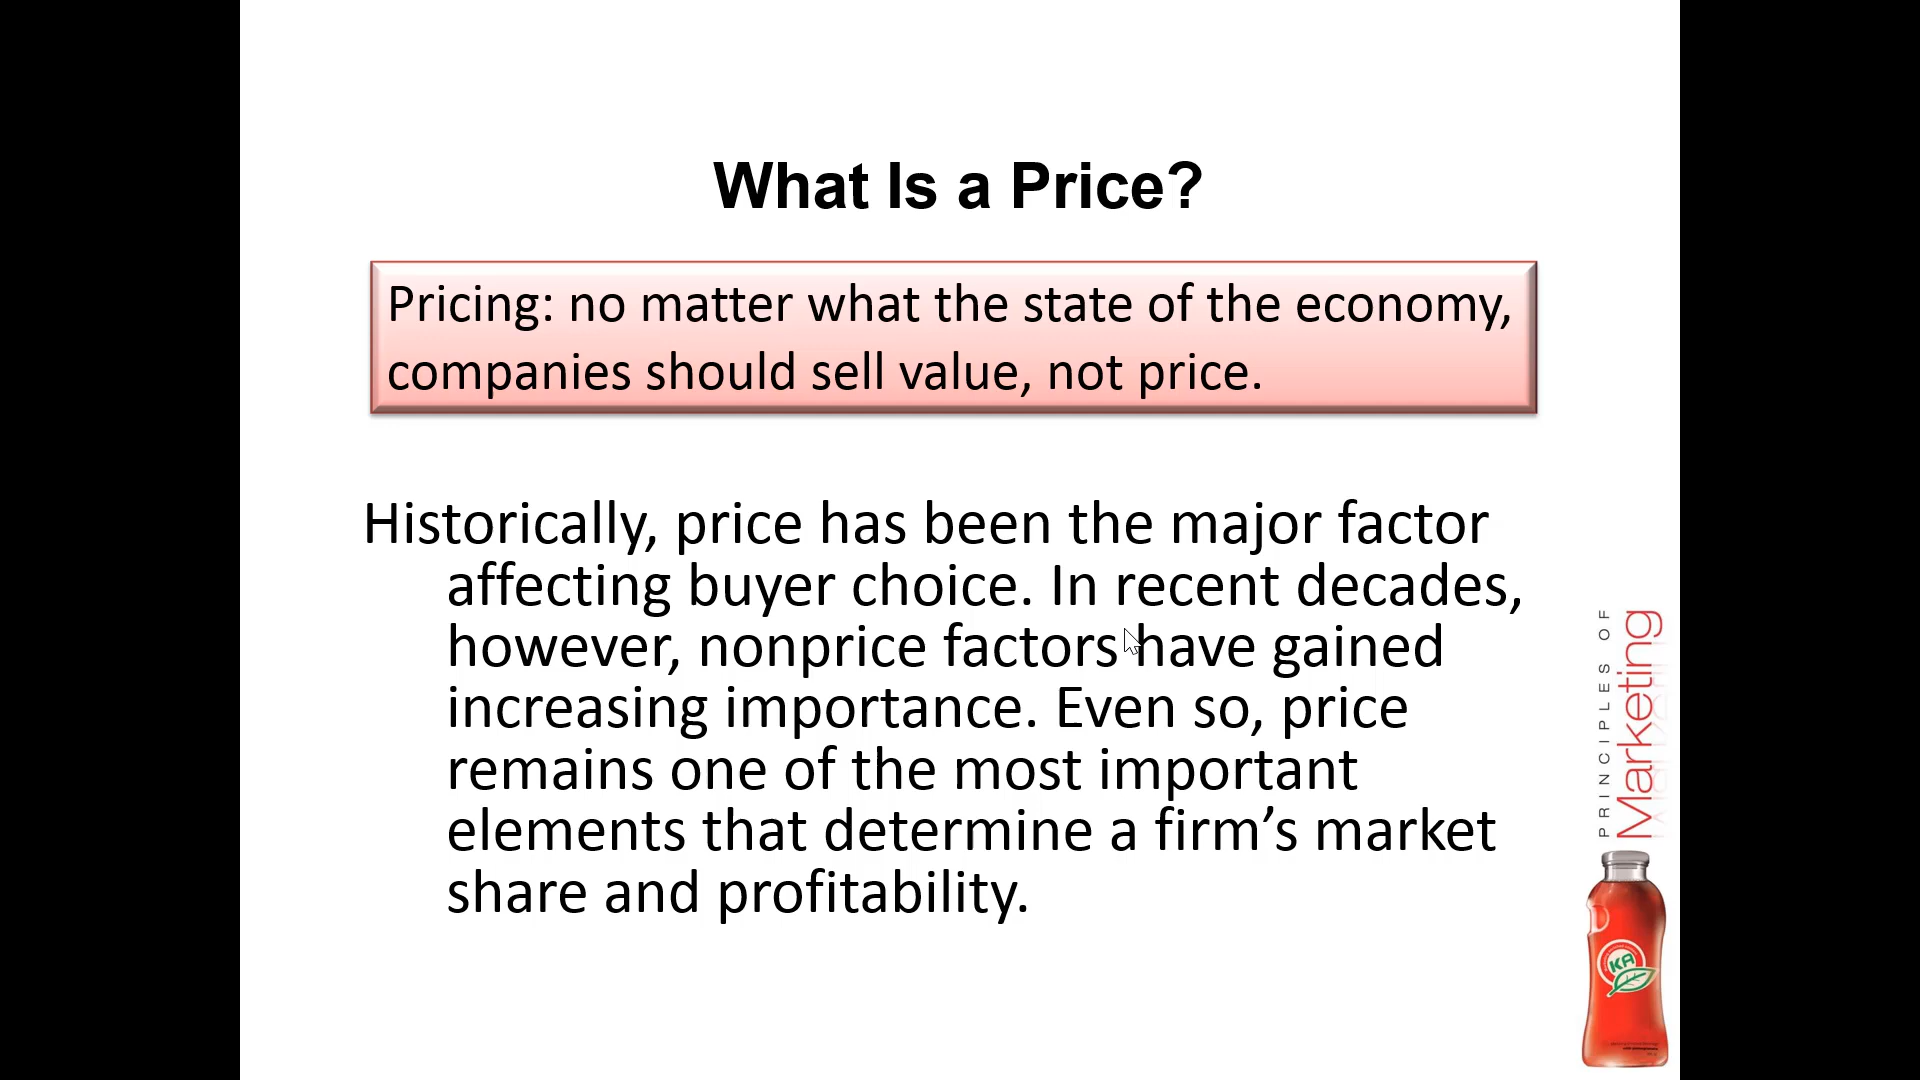 What Is a Price?
Pricing: no matter what the state of the economy,
companies should sell value, not price.
Historically, price has been the major factor
affecting buyer choice. In recent decades,
however, nonprice factors have gained
increasing importance. Even so, price
remains one of the most important
elements that determine a firm’s market
share and profitability.
PRINCIPLES OF
Marketing
KA